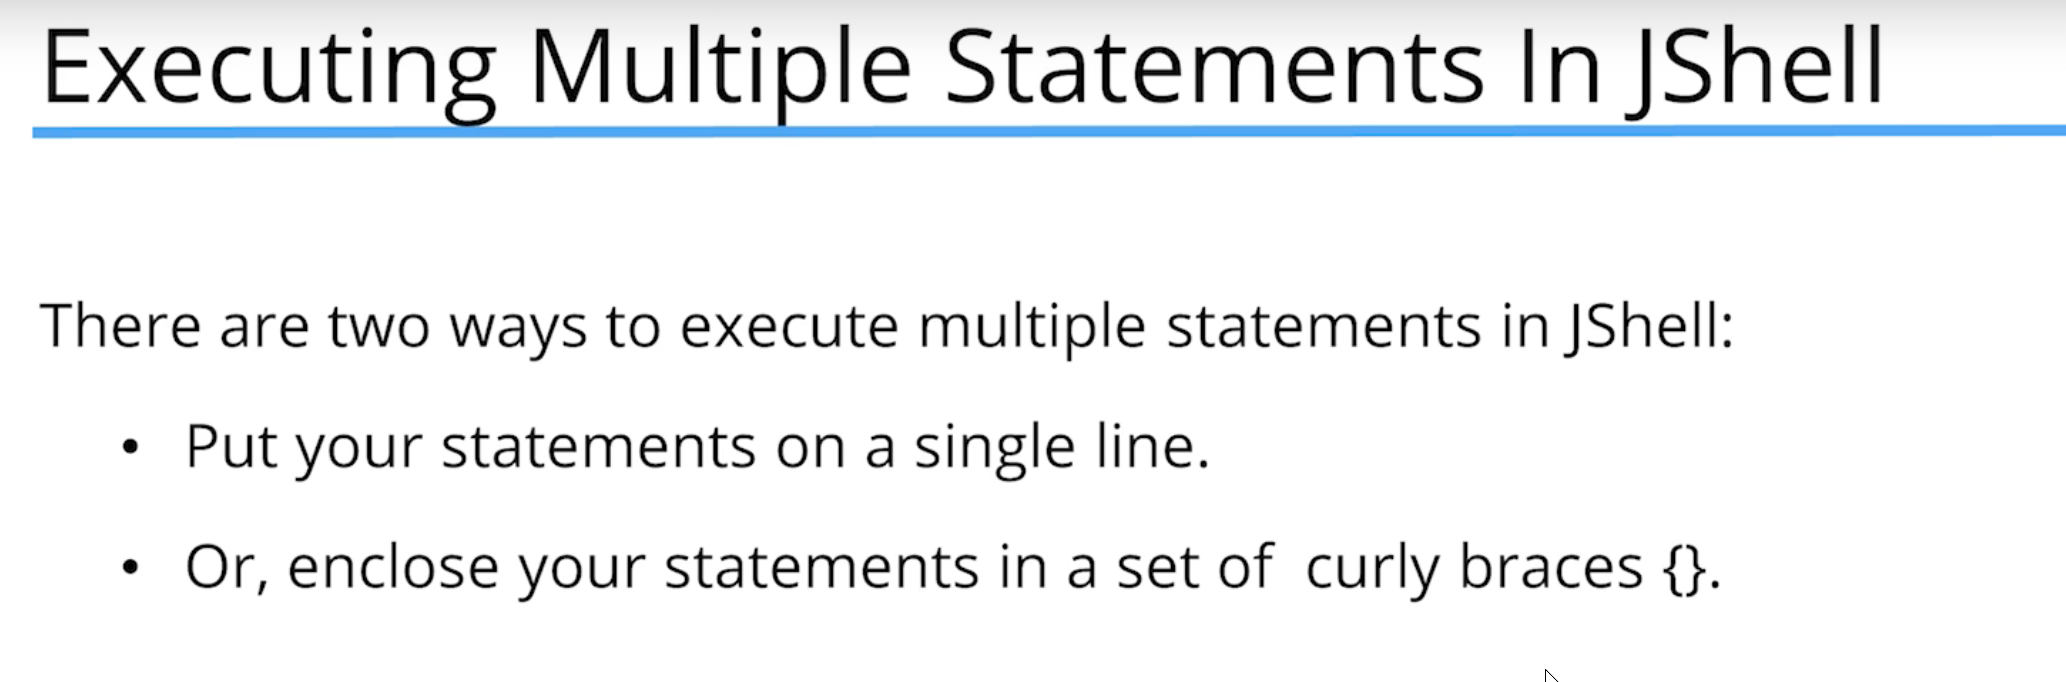 Executing Multiple Statements In JShell
There are two ways to execute multiple statements in JShell:
• Put your statements on a single line.
• Or, enclose your statements in a set of curly braces {}.